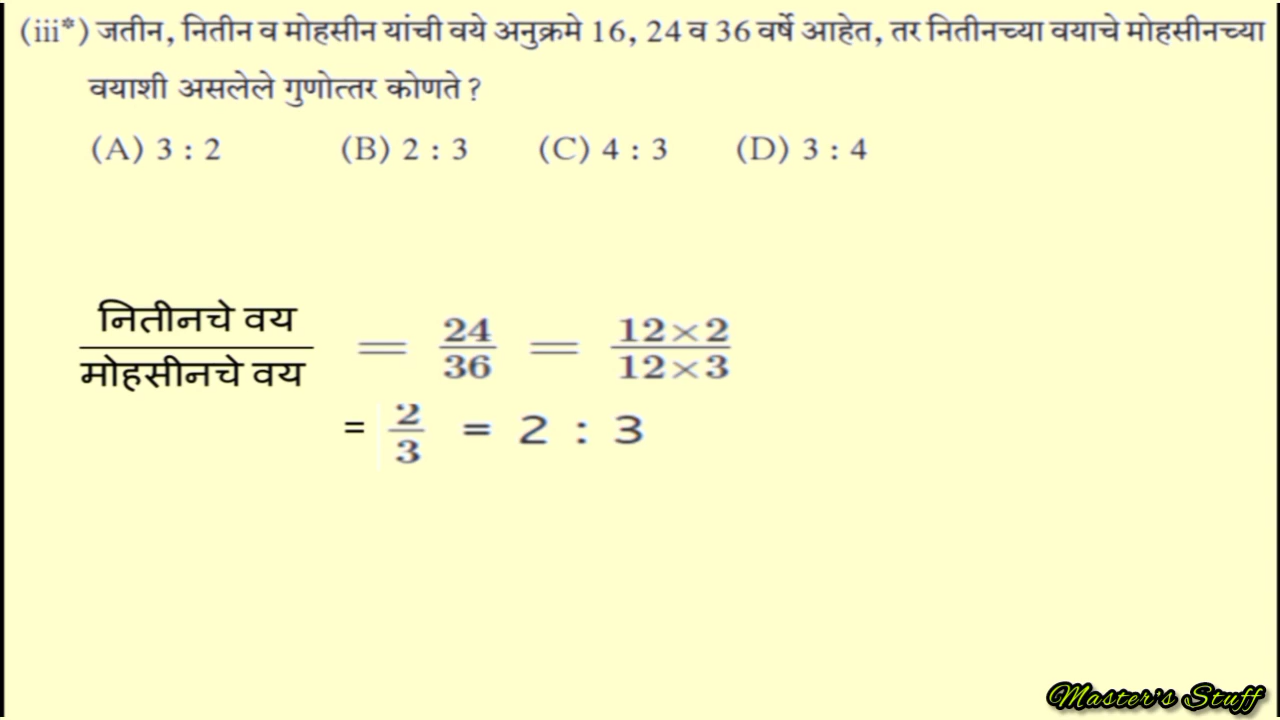 (iii*) जतीन, नितीन व मोहसीन यांची वये अनुक्रमे 16, 24 व 36 वर्षे आहेत, तर नितीनच्या वयाचे मोहसीनच्या
वयाशी असलेले गुणोत्तर कोणते ?
(A) 3 : 2 (B) 2 : 3 (C) 4 : 3 (D) 3 : 4
नितीनचे वय / मोहसीनचे वय = 24/36 = 12×2/12×3
= 2/3 = 2 : 3
Master's Stuff